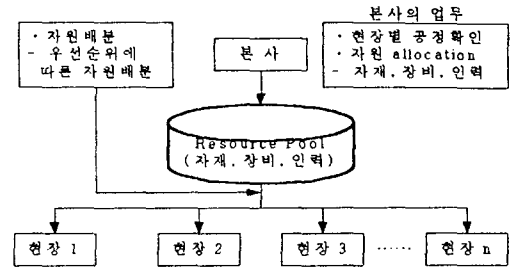 본사의 업무
· 자원배분
- 우선순위에
따른 자원배분
본 사
· 현장별 공정확인
· 자원 allocation
- 자재, 장비, 인력
Resource Pool
(자재, 장비, 인력)
현장 1
현장 2
현장 3
······
현장 n